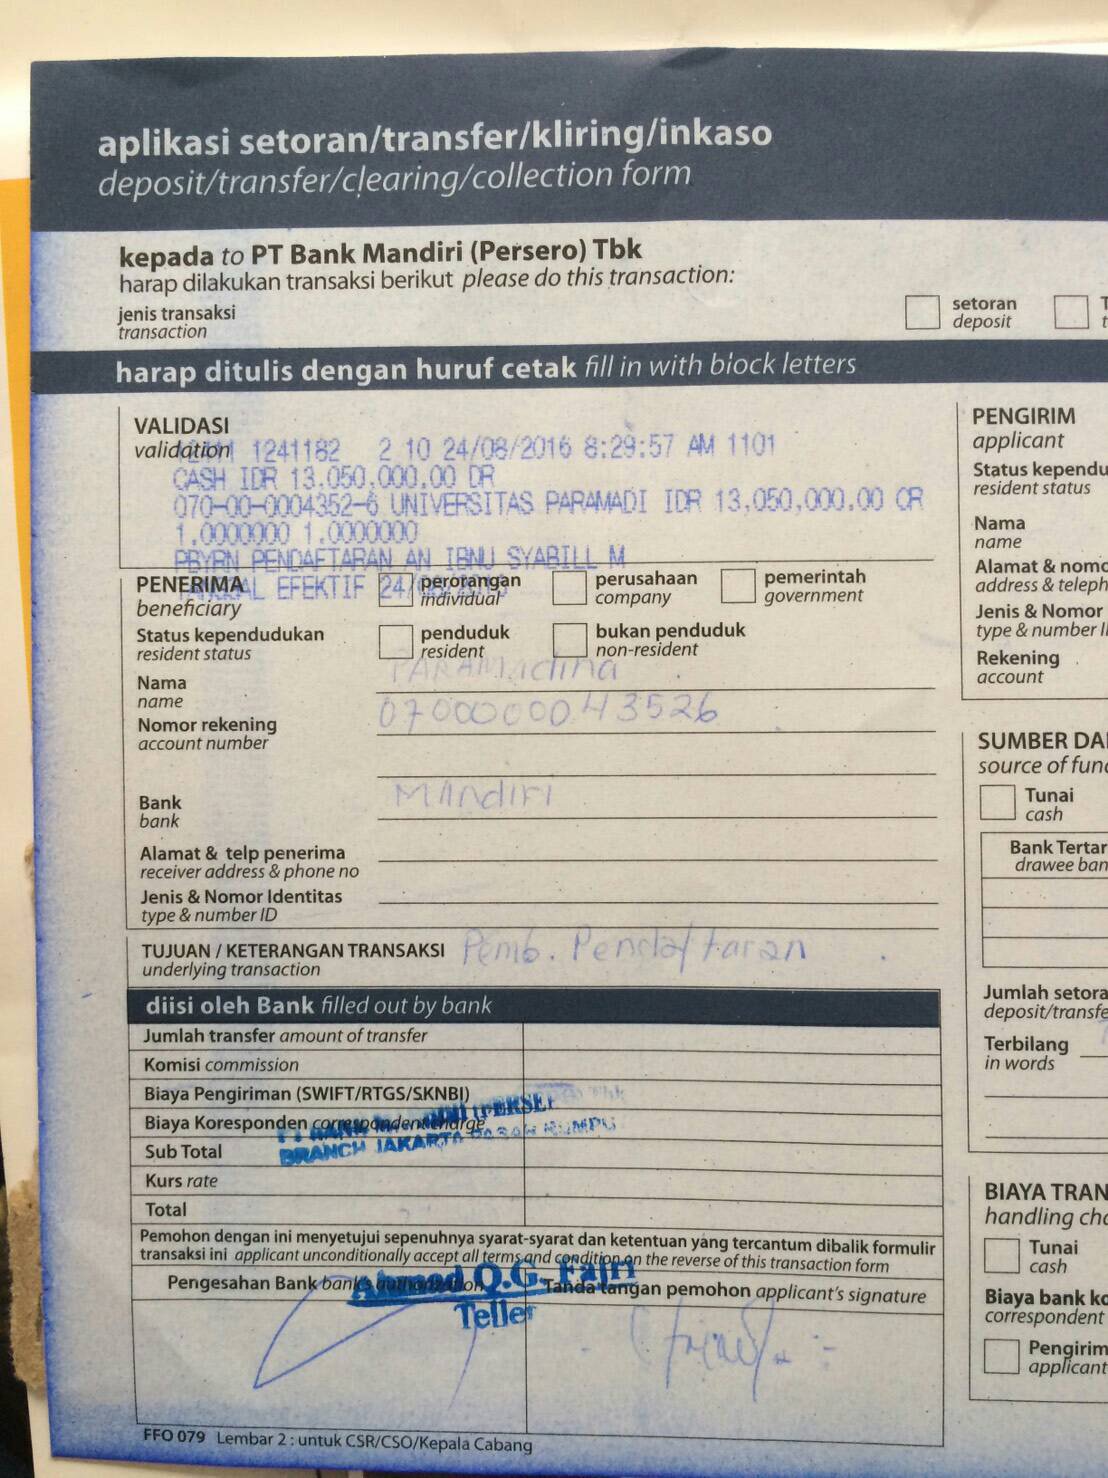 aplikasi setoran/transfer/kliring/inkaso
deposit/transfer/clearing/collection form
kepada to PT Bank Mandiri (Persero) Tbk
harap dilakukan transaksi berikut please do this transaction:
jenis transaksi
transaction
setoran
deposit
harap ditulis dengan huruf cetak fill in with block letters
VALIDASI
validation
1241182 2 10 24/08/2016 8:29:57 AM 1101
CASH IDR 13,050,000.00 DR
070-00-0004352-6 UNIVERSITAS PARAMADI IDR 13,050,000.00 CR
1.0000000 1.0000000
PBYRN PENDAFTARAN AN IBNU SYABILL M
TANGGAL EFEKTIF 24/08/2016
PENERIMA
beneficiary
perorangan
individual
perusahaan
company
pemerintah
government
Status kependudukan
resident status
penduduk
resident
bukan penduduk
non-resident
Nama
name
PARAMAdina
Nomor rekening
account number
0700000043526
Bank
bank
MAndiri
Alamat & telp penerima
receiver address & phone no
Jenis & Nomor Identitas
type & number ID
TUJUAN / KETERANGAN TRANSAKSI
underlying transaction
Pemb. Pendaftaran
diisi oleh Bank filled out by bank
Jumlah transfer amount of transfer
Komisi commission
Biaya Pengiriman (SWIFT/RTGS/SKNBI)
Biaya Koresponden correspondent charge
Sub Total
Kurs rate
Total
PT BANK MANDIRI (PERSERO) Tbk
BRANCH JAKARTA
Pemohon dengan ini menyetujui sepenuhnya syarat-syarat dan ketentuan yang tercantum dibalik formulir
transaksi ini applicant unconditionally accept all terms and condition on the reverse of this transaction form
Pengesahan Bank bank's authorization
Tanda tangan pemohon applicant's signature
Ahmad Q.G. Fajri
Teller
FFO 079 Lembar 2 : untuk CSR/CSO/Kepala Cabang
PENGIRIM
applicant
Status kependu
resident status
Nama
name
Alamat & nomo
address & teleph
Jenis & Nomor
type & number I
Rekening
account
SUMBER DA
source of fun
Tunai
cash
Bank Tertar
drawee ban
Jumlah setora
deposit/transfe
Terbilang
in words
BIAYA TRAN
handling cha
Tunai
cash
Biaya bank ko
correspondent
Pengirim
applicant